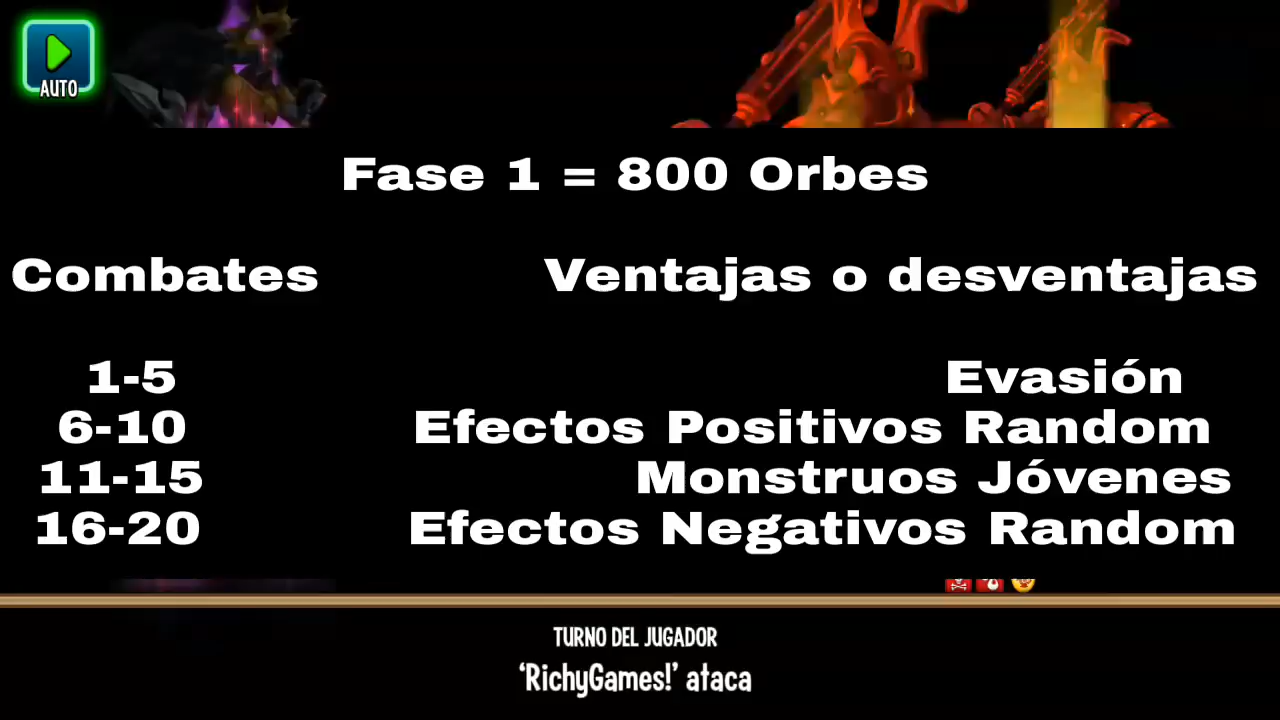 AUTO
Fase 1 = 800 Orbes
Combates Ventajas o desventajas
1-5 Evasión
6-10 Efectos Positivos Random
11-15 Monstruos Jóvenes
16-20 Efectos Negativos Random
TURNO DEL JUGADOR
‘RichyGames!’ ataca